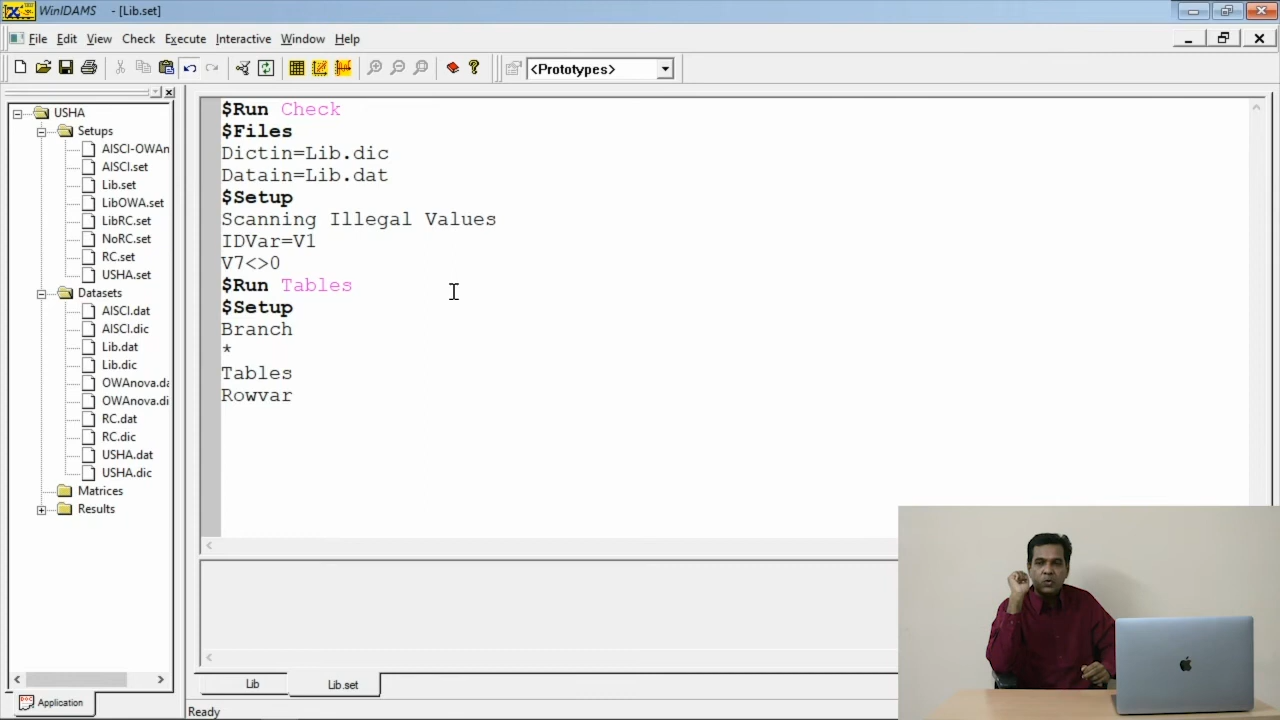 WinIDAMS - [Lib.set]
File Edit View Check Execute Interactive Window Help
<Prototypes>
USHA
Setups
AISCI-OWAn
AISCI.set
Lib.set
LibOWA.set
LibRC.set
NoRC.set
RC.set
USHA.set
Datasets
AISCI.dat
AISCI.dic
Lib.dat
Lib.dic
OWAnova.da
OWAnova.di
RC.dat
RC.dic
USHA.dat
USHA.dic
Matrices
Results
Application
$Run Check
$Files
Dictin=Lib.dic
Datain=Lib.dat
$Setup
Scanning Illegal Values
IDVar=V1
V7<>0
$Run Tables
$Setup
Branch
*
Tables
Rowvar
Lib Lib.set
Ready